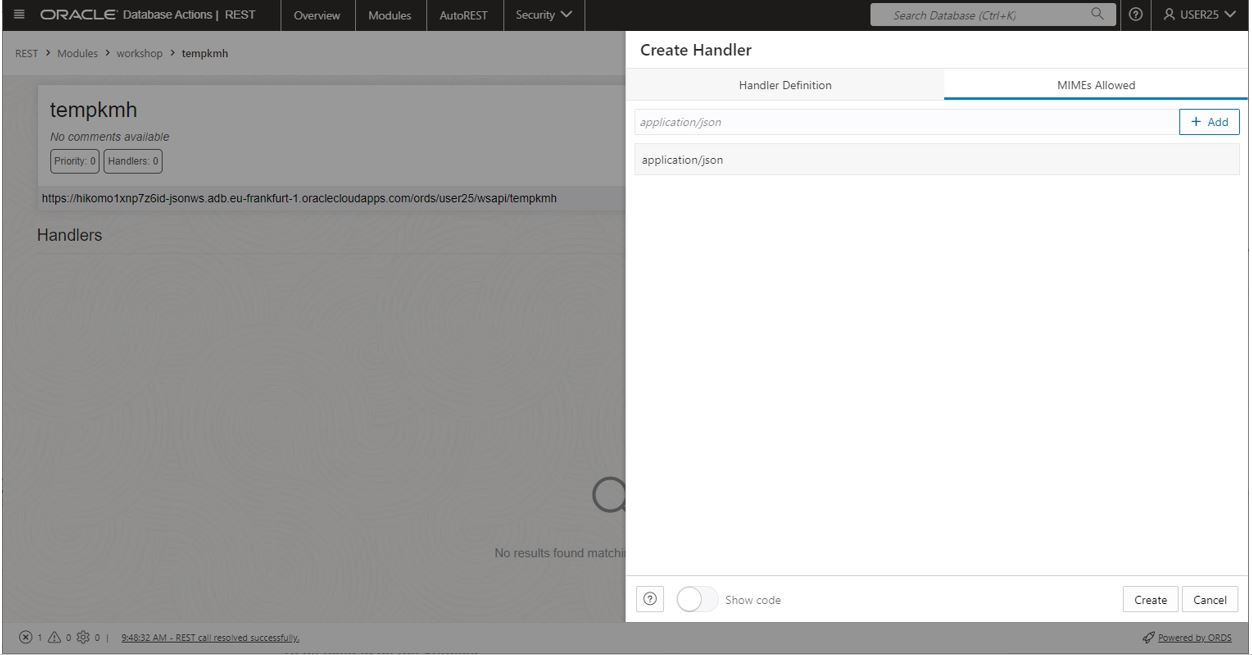 ORACLE Database Actions | REST Overview Modules AutoREST Security Search Database (Ctrl+K) USER25
REST > Modules > workshop > tempkmh
Create Handler
Handler Definition MIMEs Allowed
tempkmh
application/json + Add
No comments available
Priority: 0 Handlers: 0
application/json
https://hikomo1xnp7z6id-jsonws.adb.eu-frankfurt-1.oraclecloudapps.com/ords/user25/wsapi/tempkmh
Handlers
No results found
Show code Create Cancel
1 0 0 | 9:48:32 AM - REST call resolved successfully. Powered by ORDS